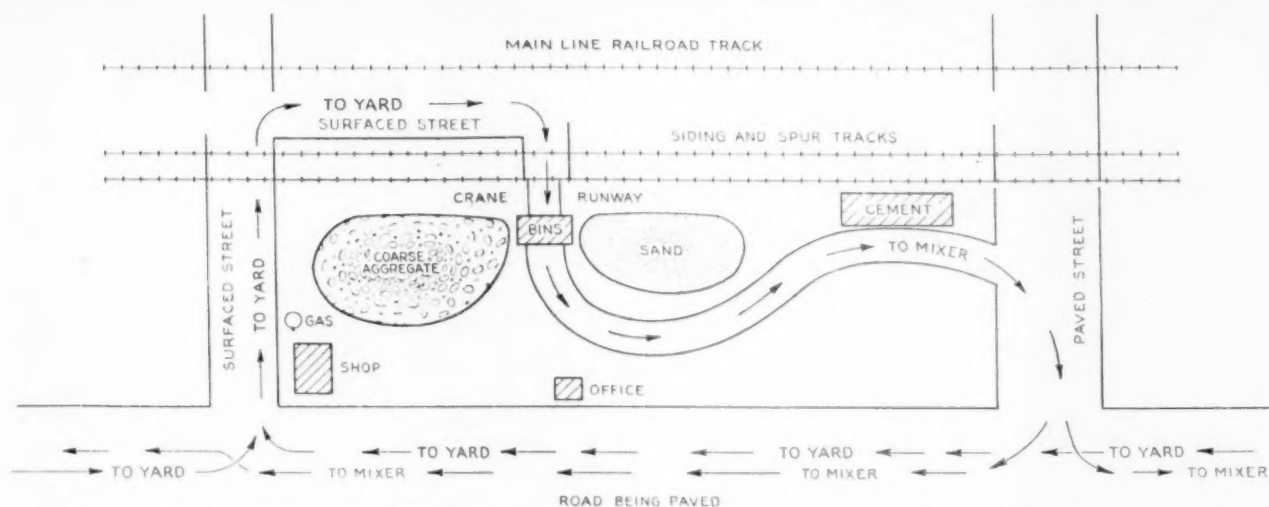 MAIN LINE RAILROAD TRACK
TO YARD
SURFACED STREET
SIDING AND SPUR TRACKS
CRANE RUNWAY
BINS
CEMENT
COARSE
AGGREGATE
SAND
TO MIXER
SURFACED STREET
TO YARD
PAVED STREET
GAS
SHOP
OFFICE
TO YARD TO YARD TO YARD
TO YARD TO MIXER TO MIXER TO MIXER
ROAD BEING PAVED